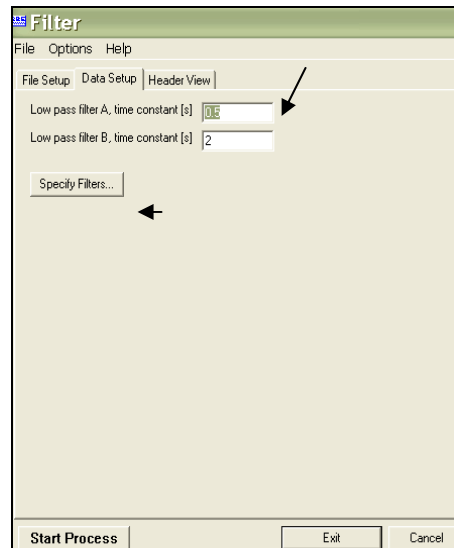 Filter
File Options Help
File Setup Data Setup Header View
Low pass filter A, time constant [s] 0.5
Low pass filter B, time constant [s] 2
Specify Filters...
Start Process Exit Cancel